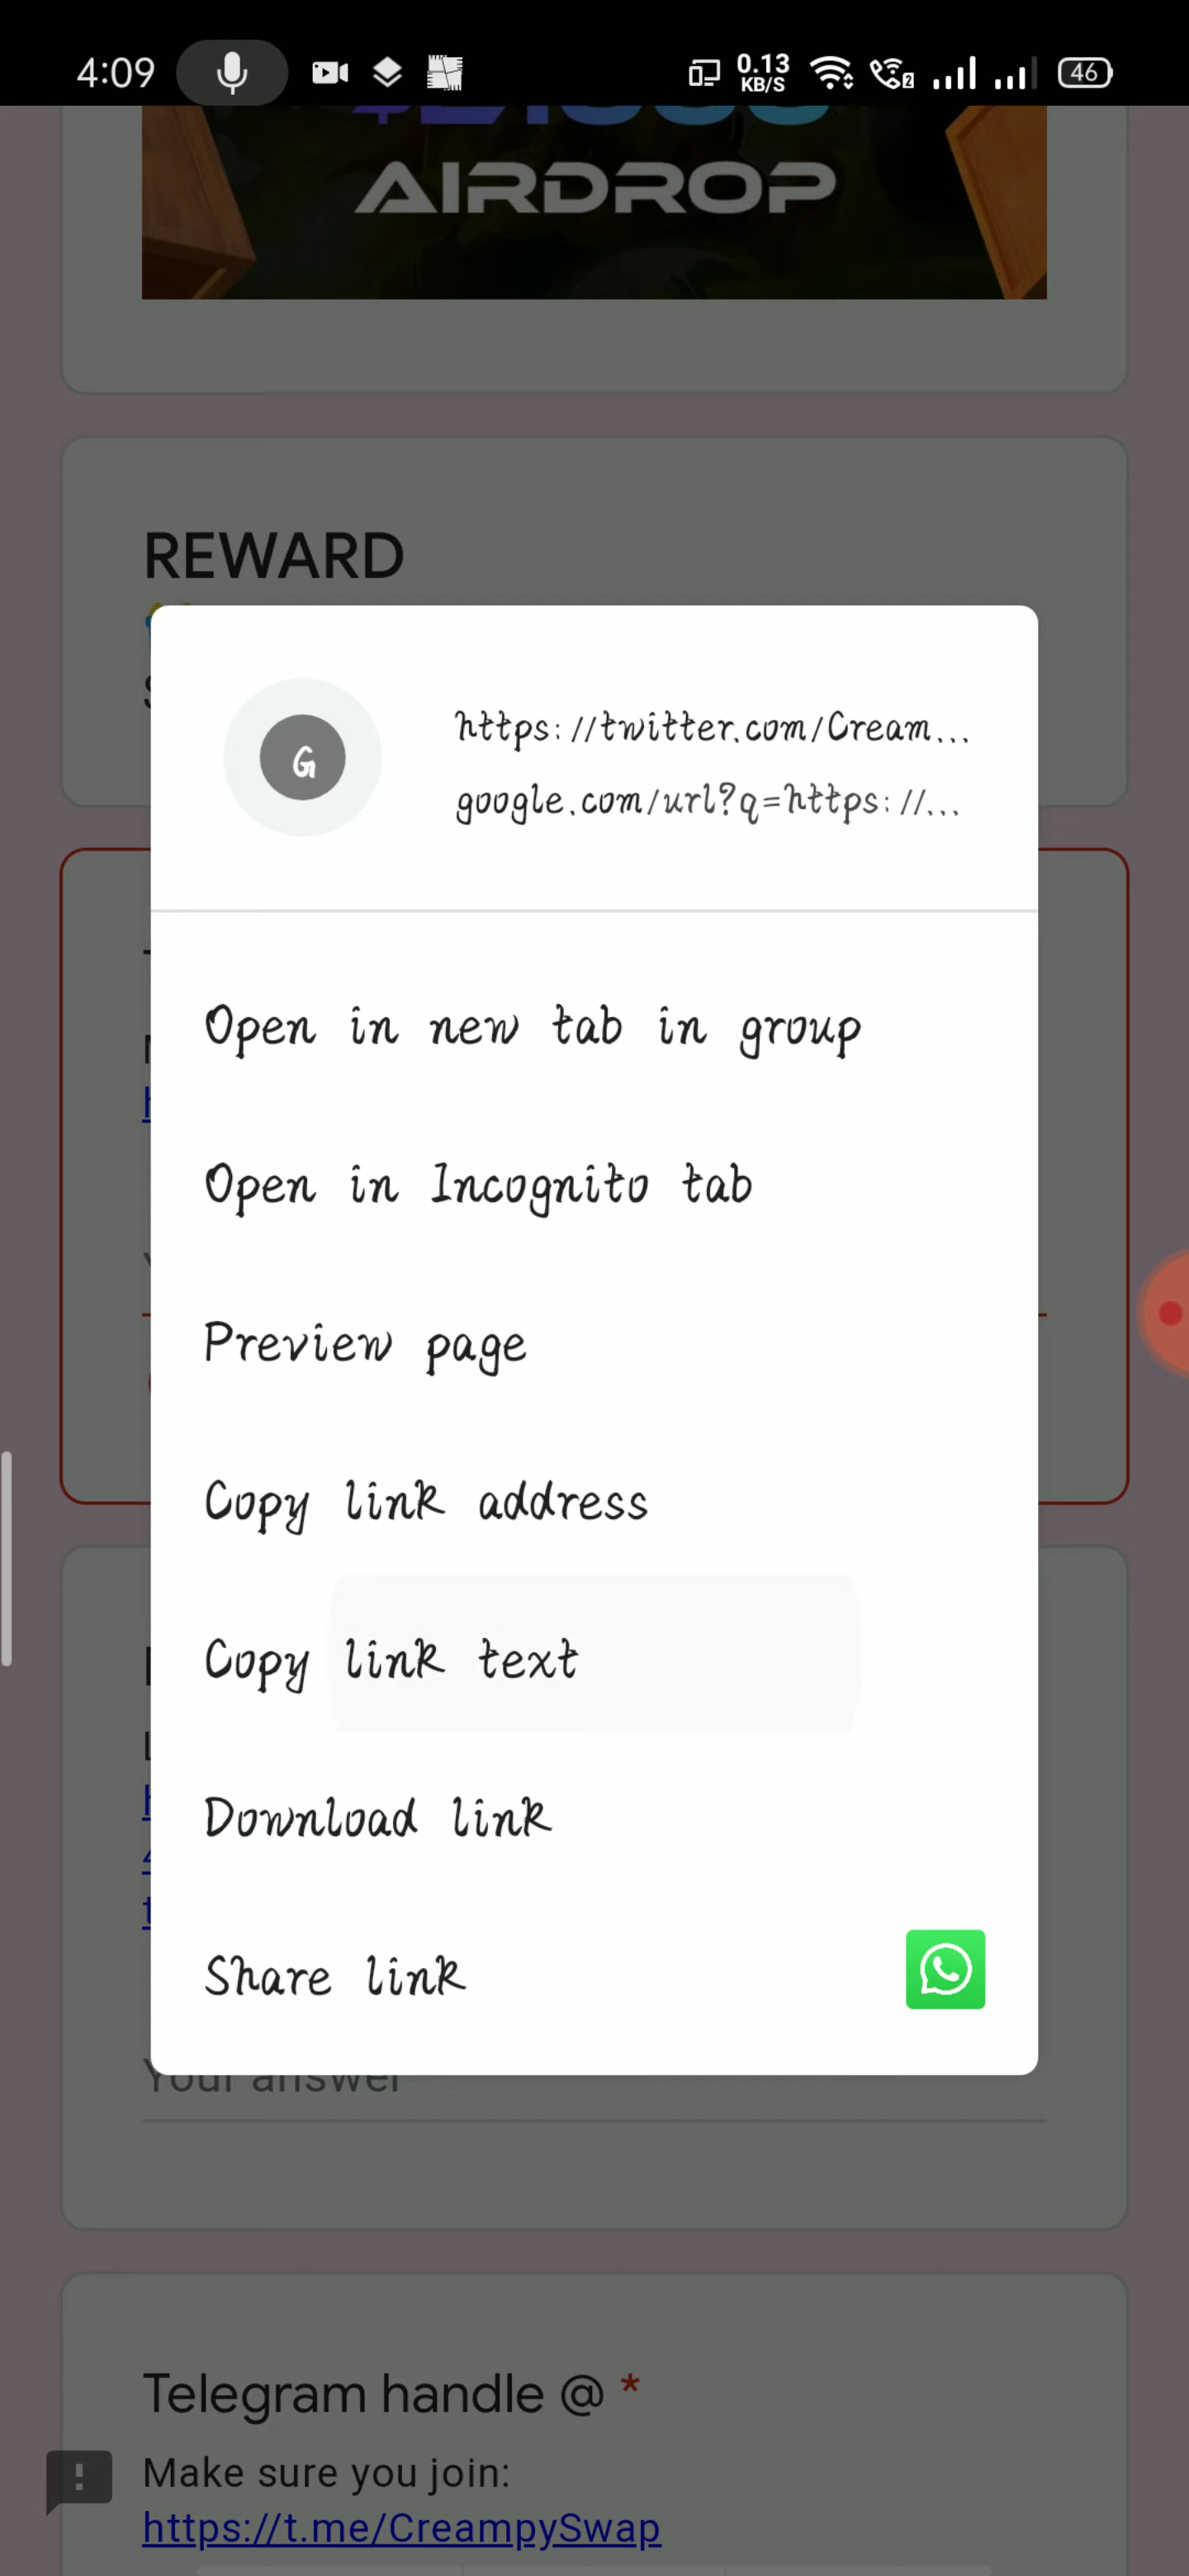 4:09
0.13
KB/S
46
AIRDROP
REWARD
G
https://twitter.com/Cream...
google.com/url?q=https://...
Open in new tab in group
Open in Incognito tab
Preview page
Copy link address
Copy link text
Download link
Share link
Your answer
Telegram handle @ *
Make sure you join:
https://t.me/CreampySwap